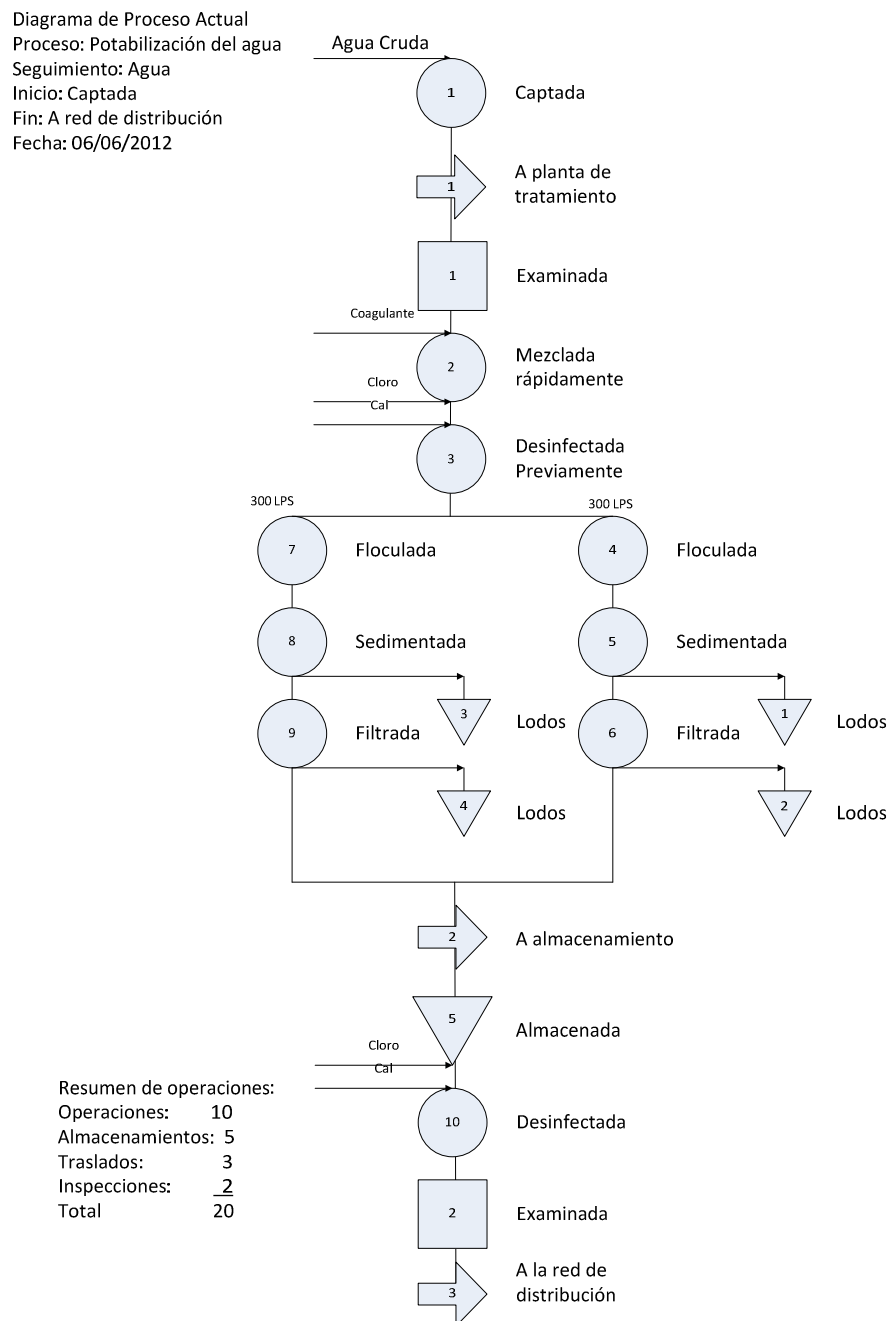 Diagrama de Proceso Actual
Proceso: Potabilización del agua
Seguimiento: Agua
Inicio: Captada
Fin: A red de distribución
Fecha: 06/06/2012
Agua Cruda
1
Captada
1
A planta de
tratamiento
1
Examinada
Coagulante
2
Mezclada
rápidamente
Cloro
Cal
3
Desinfectada
Previamente
300 LPS
300 LPS
7
Floculada
4
Floculada
8
Sedimentada
5
Sedimentada
3
Lodos
1
Lodos
9
Filtrada
6
Filtrada
4
Lodos
2
Lodos
2
A almacenamiento
5
Almacenada
Cloro
Cal
10
Desinfectada
2
Examinada
3
A la red de
distribución
Resumen de operaciones:
Operaciones: 10
Almacenamientos: 5
Traslados: 3
Inspecciones: 2
Total 20